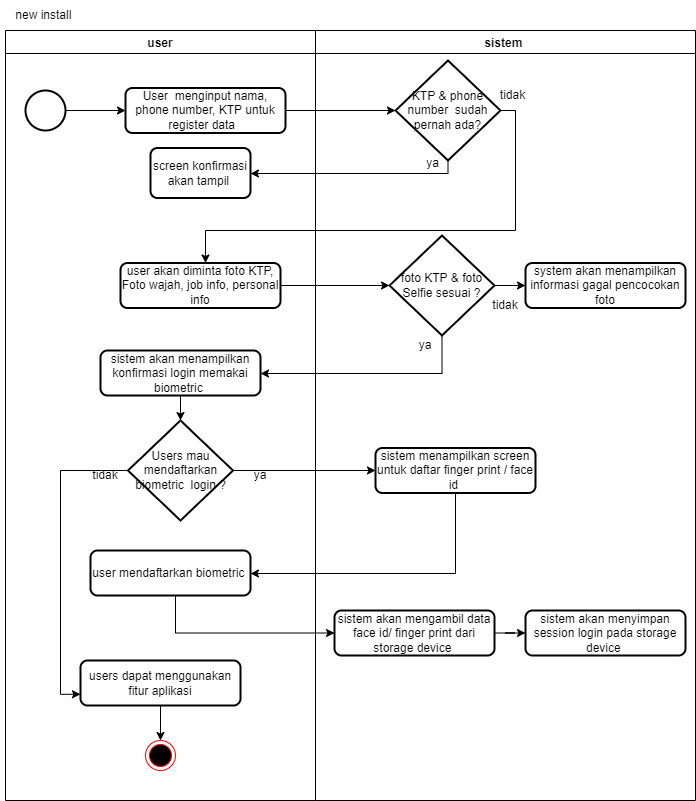 new install
user
sistem
User menginput nama,
phone number, KTP untuk
register data
KTP & phone
number sudah
pernah ada?
tidak
ya
screen konfirmasi
akan tampil
user akan diminta foto KTP,
Foto wajah, job info, personal
info
foto KTP & foto
Selfie sesuai ?
tidak
system akan menampilkan
informasi gagal pencocokan
foto
ya
sistem akan menampilkan
konfirmasi login memakai
biometric
Users mau
mendaftarkan
biometric login ?
tidak
ya
sistem menampilkan screen
untuk daftar finger print / face
id
user mendaftarkan biometric
sistem akan mengambil data
face id/ finger print dari
storage device
sistem akan menyimpan
session login pada storage
device
users dapat menggunakan
fitur aplikasi